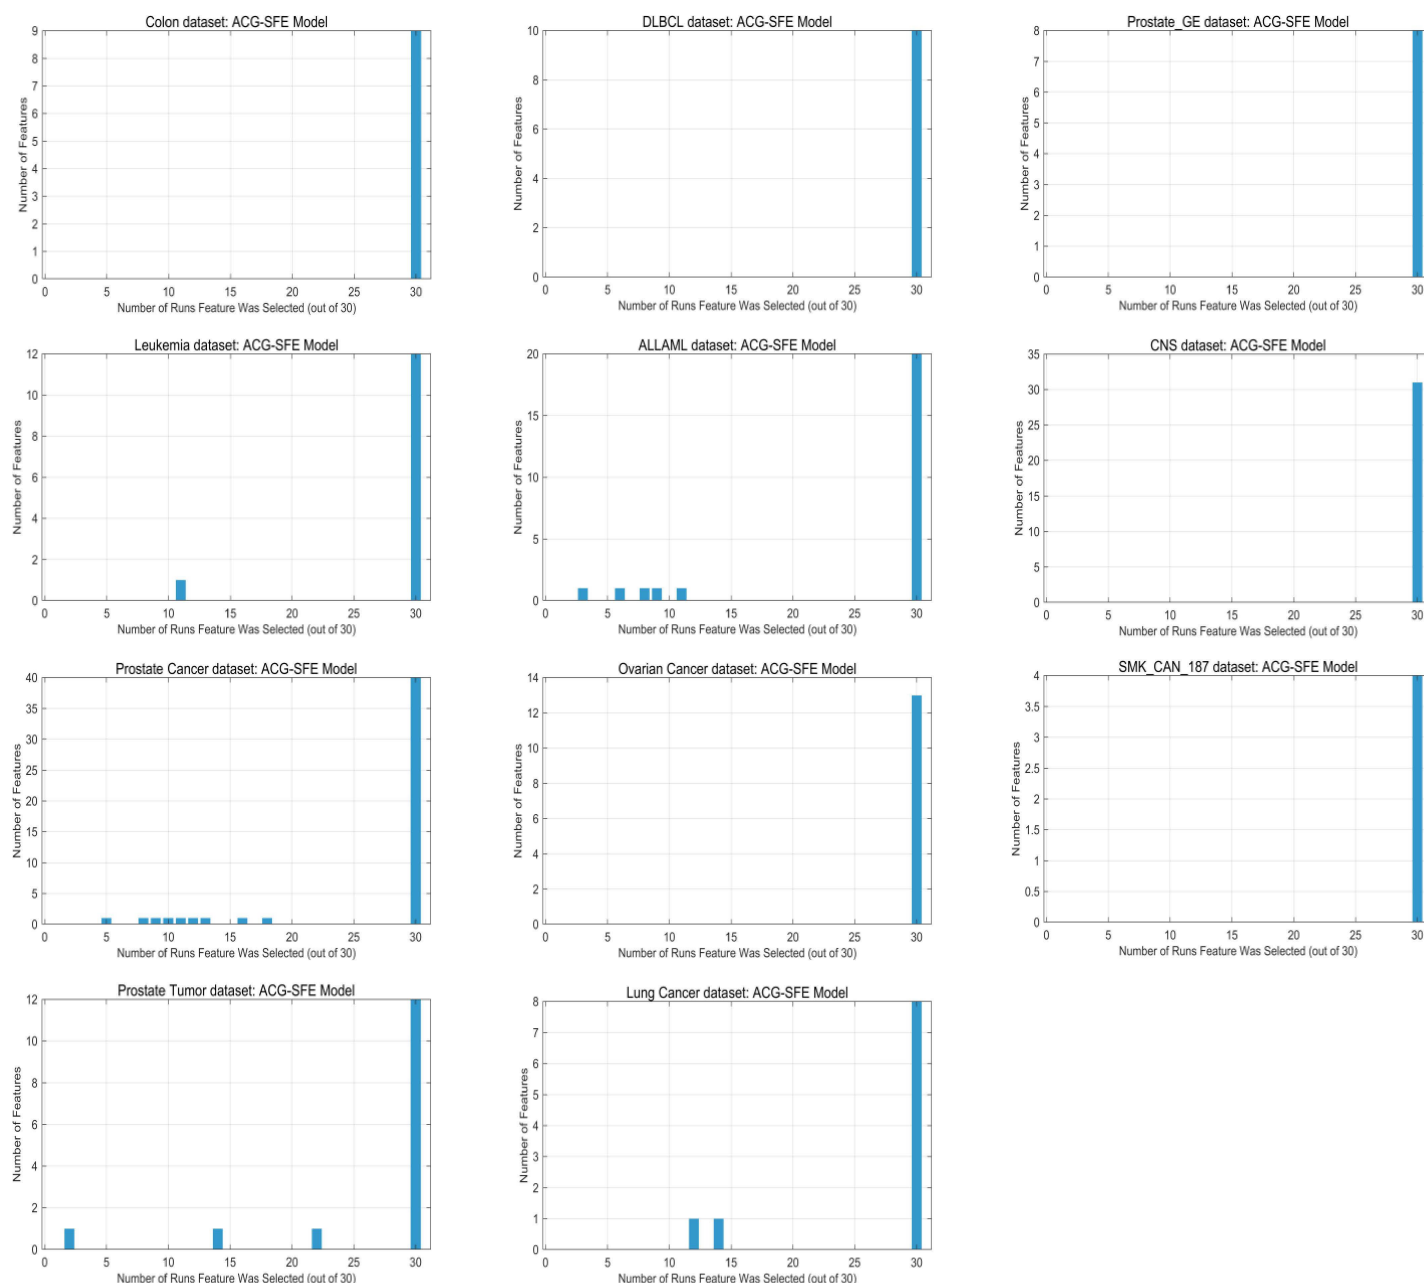 Colon dataset: ACG-SFE Model
9
8
7
6
5
4
3
2
1
0
Number of Features
0 5 10 15 20 25 30
Number of Runs Feature Was Selected (out of 30)
DLBCL dataset: ACG-SFE Model
10
8
6
4
2
0
Number of Features
0 5 10 15 20 25 30
Number of Runs Feature Was Selected (out of 30)
Prostate_GE dataset: ACG-SFE Model
8
7
6
5
4
3
2
1
0
Number of Features
0 5 10 15 20 25 30
Number of Runs Feature Was Selected (out of 30)
Leukemia dataset: ACG-SFE Model
12
10
8
6
4
2
0
Number of Features
0 5 10 15 20 25 30
Number of Runs Feature Was Selected (out of 30)
ALLAML dataset: ACG-SFE Model
20
15
10
5
0
Number of Features
0 5 10 15 20 25 30
Number of Runs Feature Was Selected (out of 30)
CNS dataset: ACG-SFE Model
35
30
25
20
15
10
5
0
Number of Features
0 5 10 15 20 25 30
Number of Runs Feature Was Selected (out of 30)
Prostate Cancer dataset: ACG-SFE Model
40
35
30
25
20
15
10
5
0
Number of Features
0 5 10 15 20 25 30
Number of Runs Feature Was Selected (out of 30)
Ovarian Cancer dataset: ACG-SFE Model
14
12
10
8
6
4
2
0
Number of Features
0 5 10 15 20 25 30
Number of Runs Feature Was Selected (out of 30)
SMK_CAN_187 dataset: ACG-SFE Model
4
3.5
3
2.5
2
1.5
1
0.5
0
Number of Features
0 5 10 15 20 25 30
Number of Runs Feature Was Selected (out of 30)
Prostate Tumor dataset: ACG-SFE Model
12
10
8
6
4
2
0
Number of Features
0 5 10 15 20 25 30
Number of Runs Feature Was Selected (out of 30)
Lung Cancer dataset: ACG-SFE Model
8
7
6
5
4
3
2
1
0
Number of Features
0 5 10 15 20 25 30
Number of Runs Feature Was Selected (out of 30)